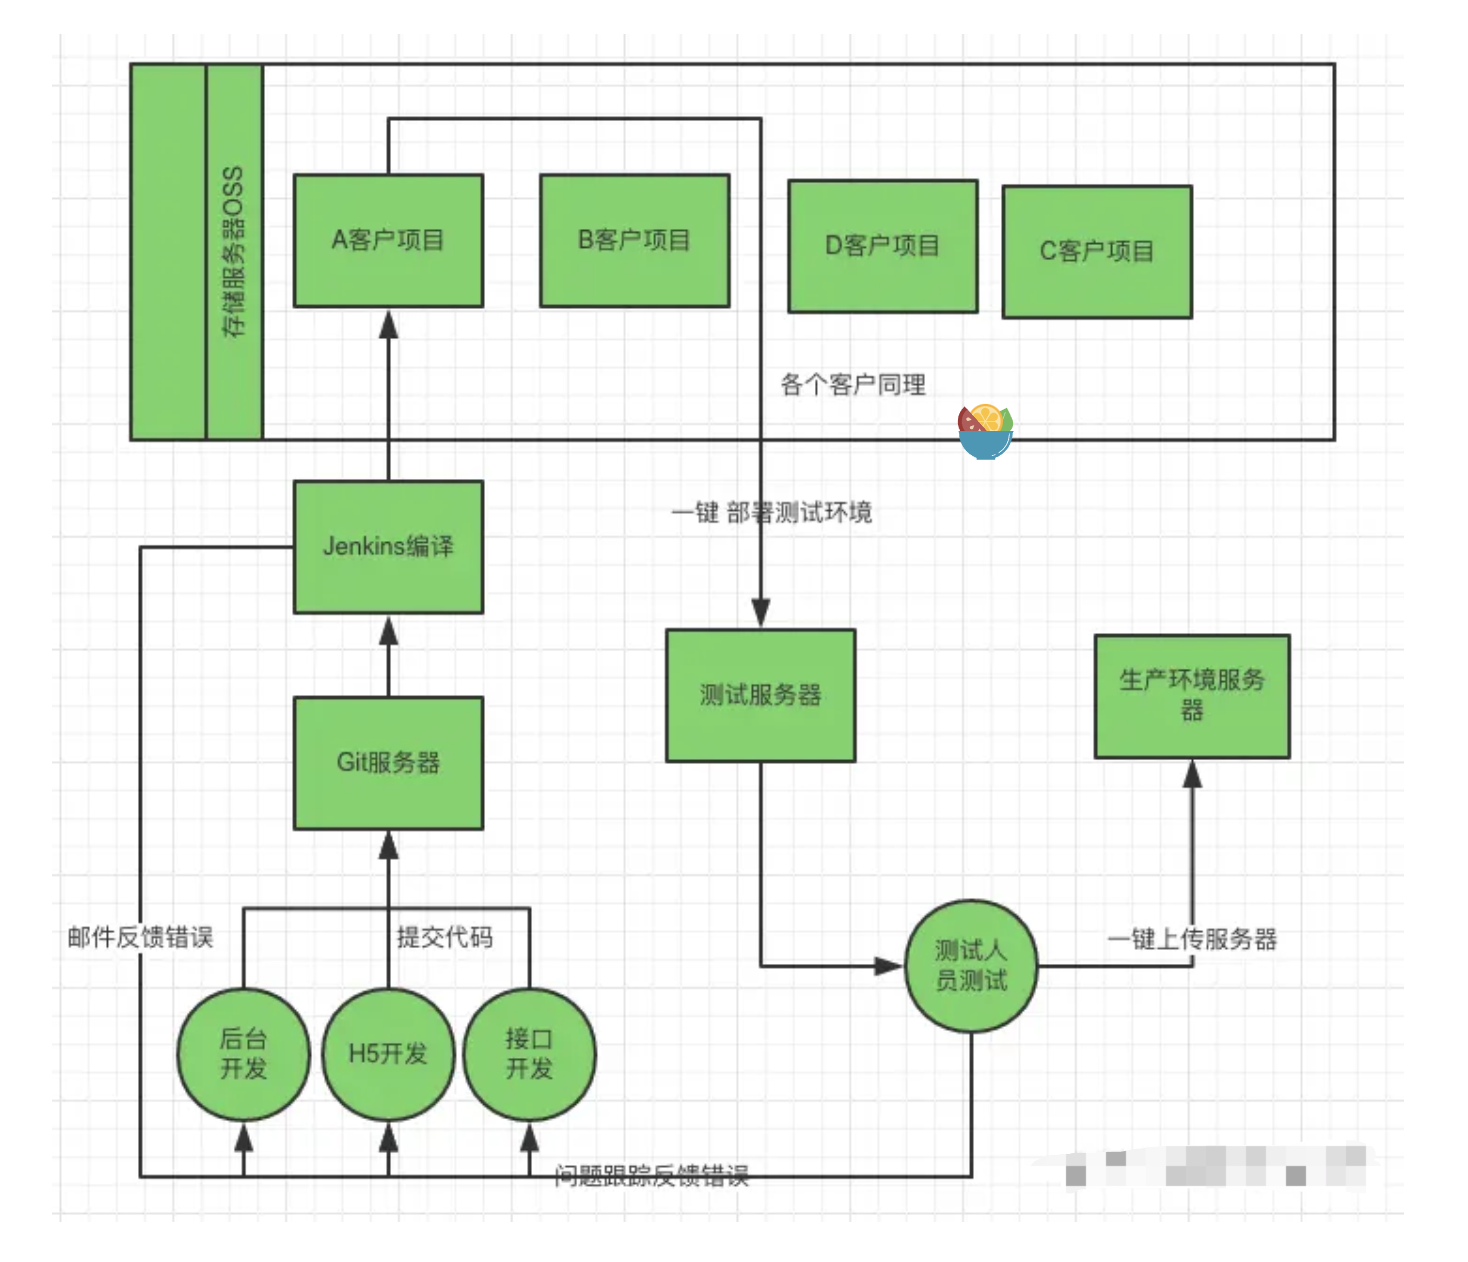 存储服务器OSS
A客户项目
B客户项目
D客户项目
C客户项目
各个客户同理
一键 部署测试环境
Jenkins编译
测试服务器
生产环境服务
器
Git服务器
邮件反馈错误
提交代码
一键上传服务器
测试人
员测试
后台
开发
H5开发
接口
开发
问题跟踪反馈错误